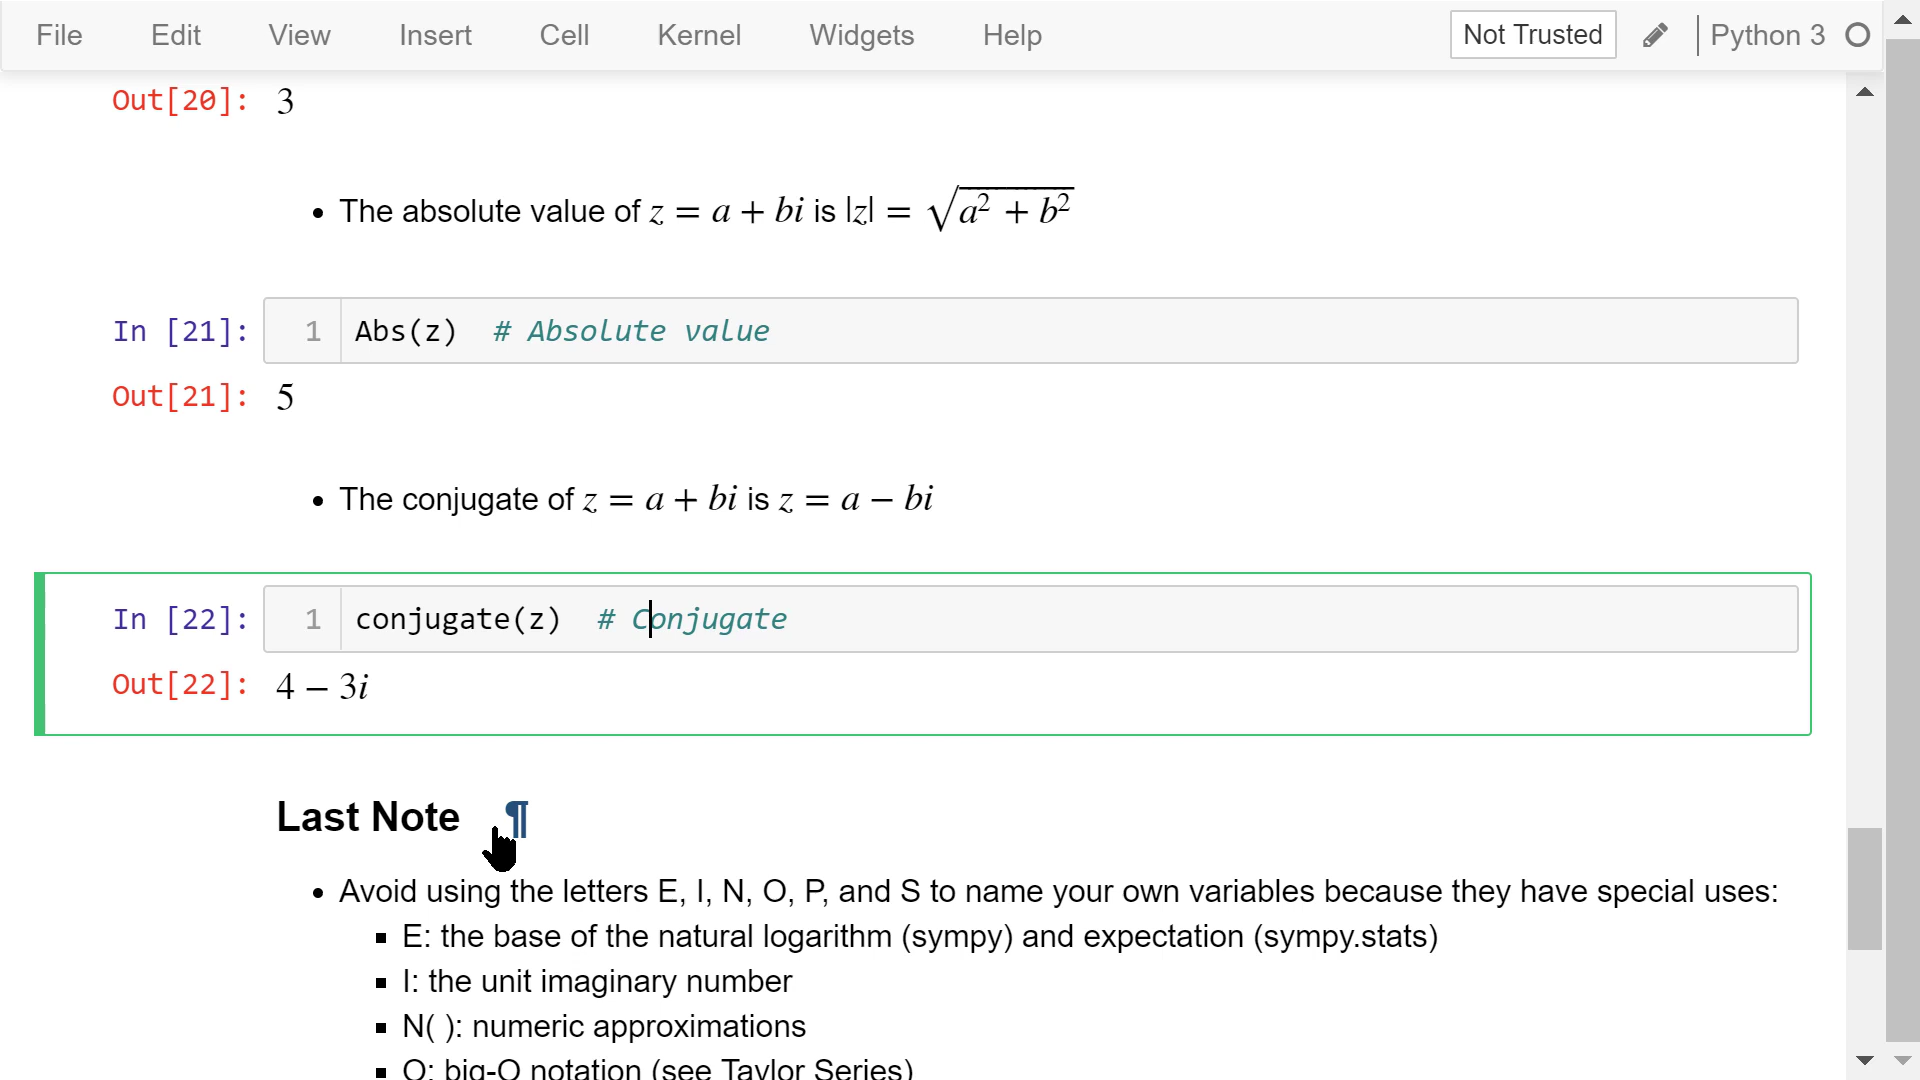 File Edit View Insert Cell Kernel Widgets Help Not Trusted Python 3
Out[20]: 3
• The absolute value of z = a + bi is |z| = √a² + b²
In [21]: 1 Abs(z) # Absolute value
Out[21]: 5
• The conjugate of z = a + bi is z = a − bi
In [22]: 1 conjugate(z) # Conjugate
Out[22]: 4 − 3i
Last Note ¶
• Avoid using the letters E, I, N, O, P, and S to name your own variables because they have special uses:
▪ E: the base of the natural logarithm (sympy) and expectation (sympy.stats)
▪ I: the unit imaginary number
▪ N( ): numeric approximations
▪ O: big-O notation (see Taylor Series)